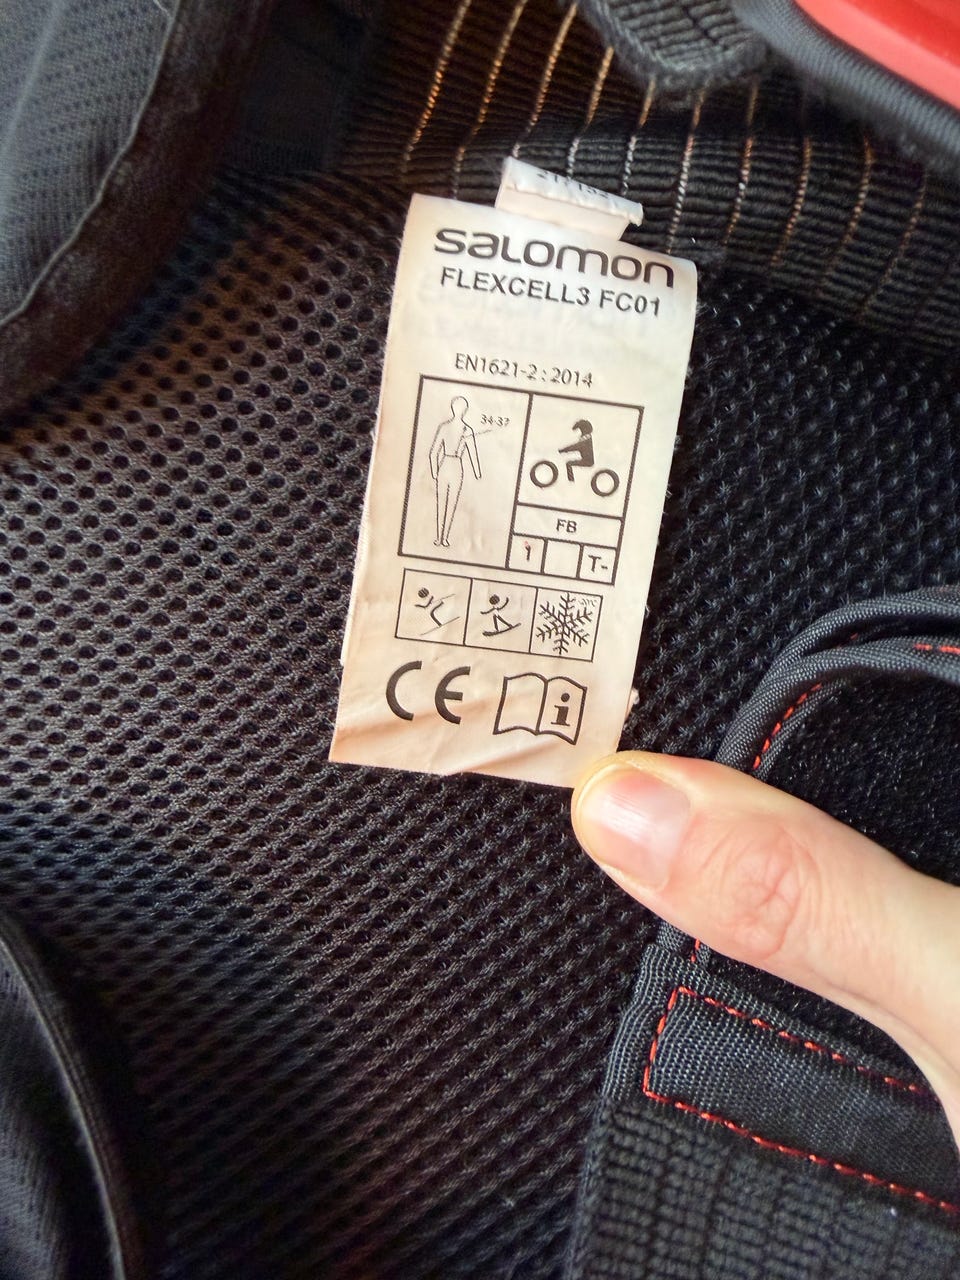 salomon
FLEXCELL3 FC01
EN1621-2 : 2014
34-37
FB
1
T-
CE
i